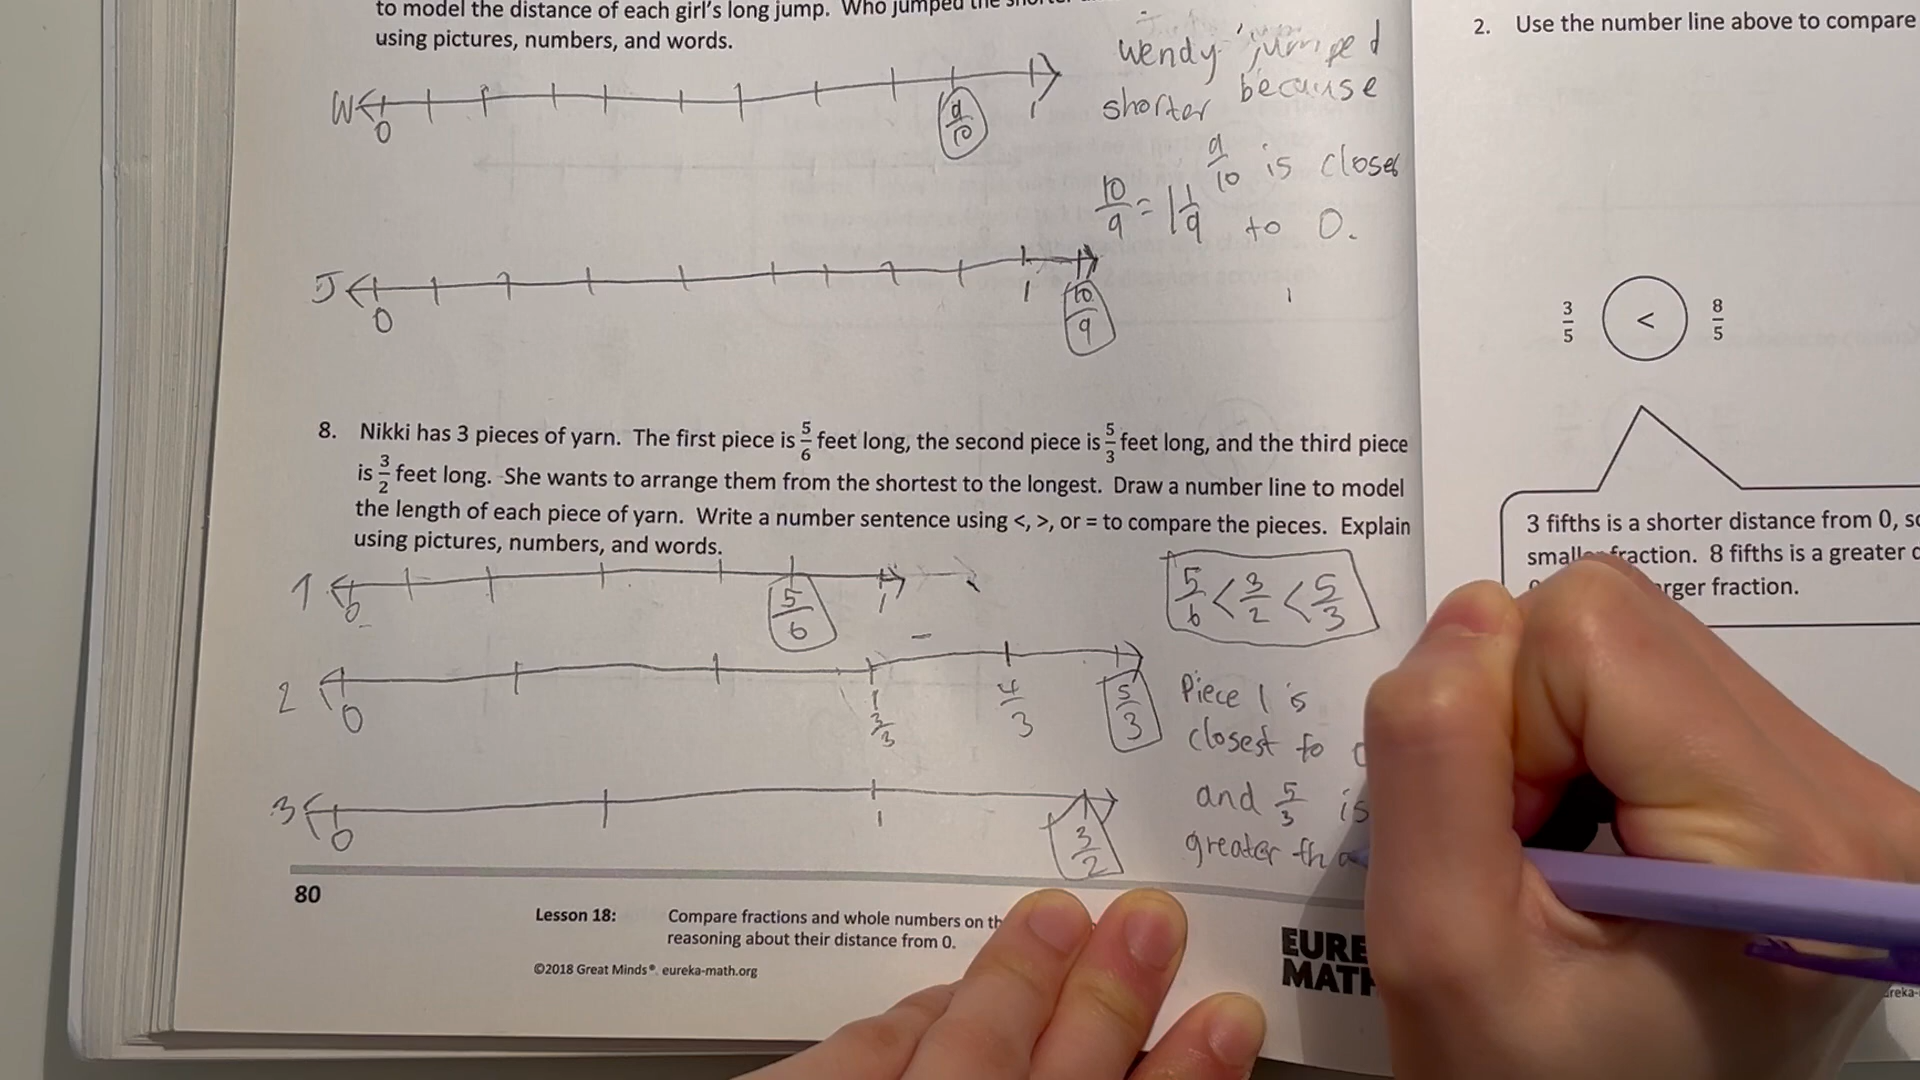 to model the distance of each girl's long jump. Who jumped the shorter
using pictures, numbers, and words.
W 0 9/10 1
Wendy jumped
shorter because
9/10 is closer
10/9 = 1 1/9 to 0.
J 0 1 10/9
8. Nikki has 3 pieces of yarn. The first piece is 5/6 feet long, the second piece is 5/3 feet long, and the third piece
is 3/2 feet long. She wants to arrange them from the shortest to the longest. Draw a number line to model
the length of each piece of yarn. Write a number sentence using <, >, or = to compare the pieces. Explain
using pictures, numbers, and words.
1 0 5/6 1
5/6 < 3/2 < 5/3
2 0 1 3/3 4/3 5/3
3 0 1 3/2
Piece 1 is
closest to
and 5/3 is
greater tha
80
Lesson 18: Compare fractions and whole numbers on th
reasoning about their distance from 0.
©2018 Great Minds®. eureka-math.org
EURE
MATH
2. Use the number line above to compare
3/5 < 8/5
3 fifths is a shorter distance from 0, so
fraction. 8 fifths is a greater
rger fraction.